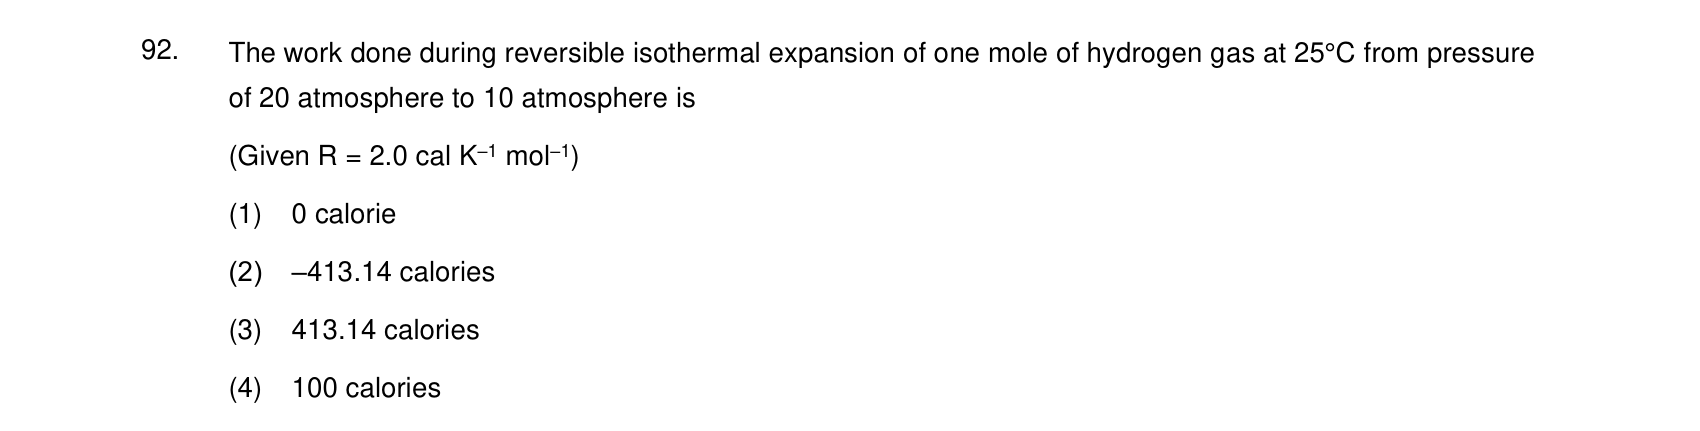 92. The work done during reversible isothermal expansion of one mole of hydrogen gas at 25°C from pressure
of 20 atmosphere to 10 atmosphere is
(Given R = 2.0 cal K⁻¹ mol⁻¹)
(1) 0 calorie
(2) –413.14 calories
(3) 413.14 calories
(4) 100 calories